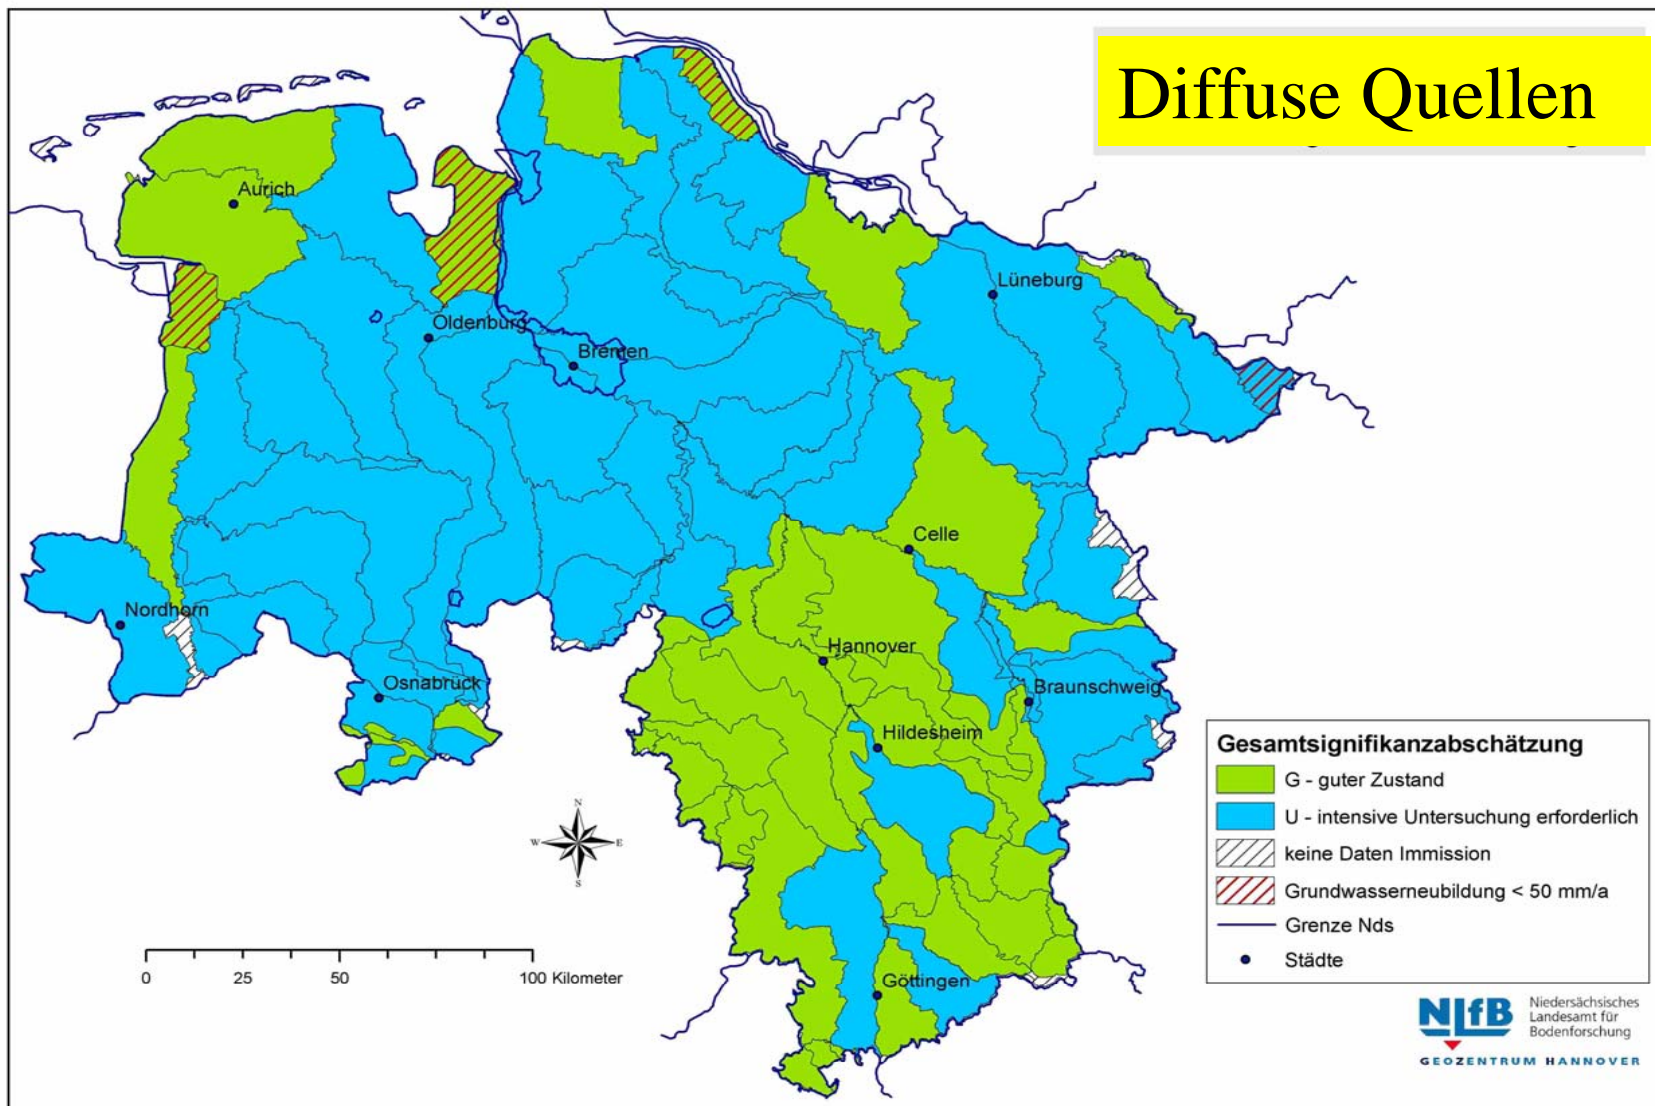 Diffuse Quellen
Aurich
Oldenburg
Bremen
Lüneburg
Celle
Nordhorn
Hannover
Osnabrück
Braunschweig
Hildesheim
Göttingen
N
W
E
S
0
25
50
100 Kilometer
Gesamtsignifikanzabschätzung
G - guter Zustand
U - intensive Untersuchung erforderlich
keine Daten Immission
Grundwasserneubildung < 50 mm/a
Grenze Nds
Städte
NLfB
Niedersächsisches
Landesamt für
Bodenforschung
GEOZENTRUM HANNOVER